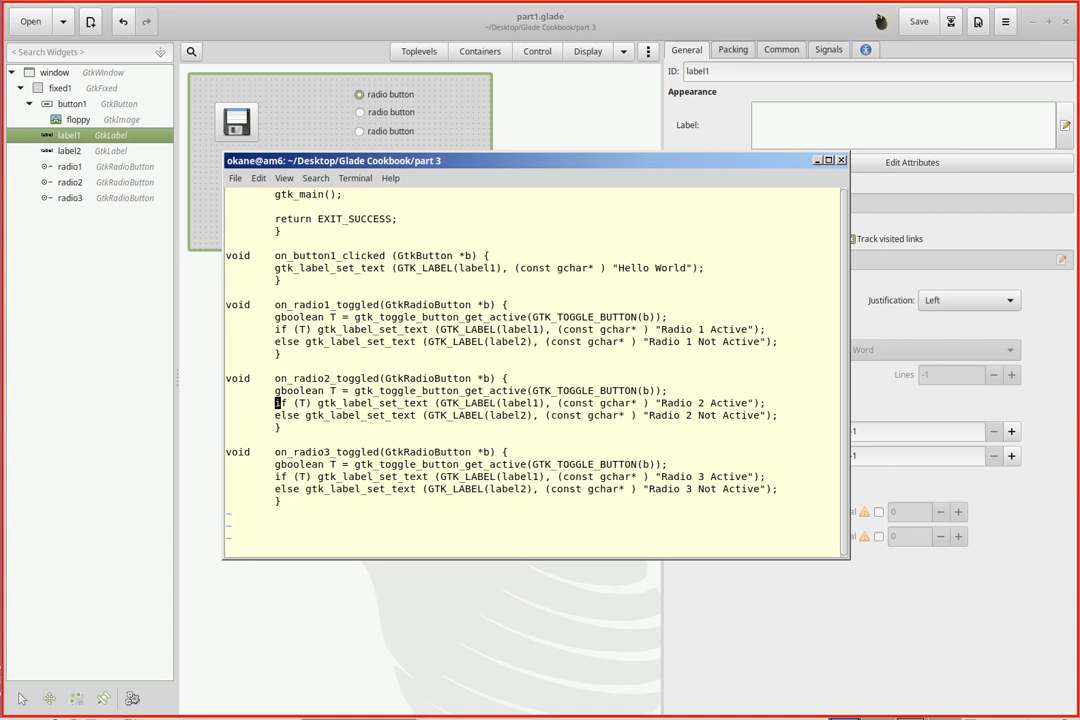 part1.glade
~/Desktop/Glade Cookbook/part 3
Open
Save
< Search Widgets >
Toplevels
Containers
Control
Display
General
Packing
Common
Signals
window GtkWindow
fixed1 GtkFixed
button1 GtkButton
floppy GtkImage
label1 GtkLabel
label2 GtkLabel
radio1 GtkRadioButton
radio2 GtkRadioButton
radio3 GtkRadioButton
radio button
radio button
radio button
ID: label1
Appearance
Label:
Edit Attributes
Track visited links
Justification: Left
Word
Lines -1
-1
-1
0
0
okane@am6: ~/Desktop/Glade Cookbook/part 3
File Edit View Search Terminal Help
gtk_main();
return EXIT_SUCCESS;
}
void on_button1_clicked (GtkButton *b) {
gtk_label_set_text (GTK_LABEL(label1), (const gchar* ) "Hello World");
}
void on_radio1_toggled(GtkRadioButton *b) {
gboolean T = gtk_toggle_button_get_active(GTK_TOGGLE_BUTTON(b));
if (T) gtk_label_set_text (GTK_LABEL(label1), (const gchar* ) "Radio 1 Active");
else gtk_label_set_text (GTK_LABEL(label2), (const gchar* ) "Radio 1 Not Active");
}
void on_radio2_toggled(GtkRadioButton *b) {
gboolean T = gtk_toggle_button_get_active(GTK_TOGGLE_BUTTON(b));
if (T) gtk_label_set_text (GTK_LABEL(label1), (const gchar* ) "Radio 2 Active");
else gtk_label_set_text (GTK_LABEL(label2), (const gchar* ) "Radio 2 Not Active");
}
void on_radio3_toggled(GtkRadioButton *b) {
gboolean T = gtk_toggle_button_get_active(GTK_TOGGLE_BUTTON(b));
if (T) gtk_label_set_text (GTK_LABEL(label1), (const gchar* ) "Radio 3 Active");
else gtk_label_set_text (GTK_LABEL(label2), (const gchar* ) "Radio 3 Not Active");
}
~
~
~